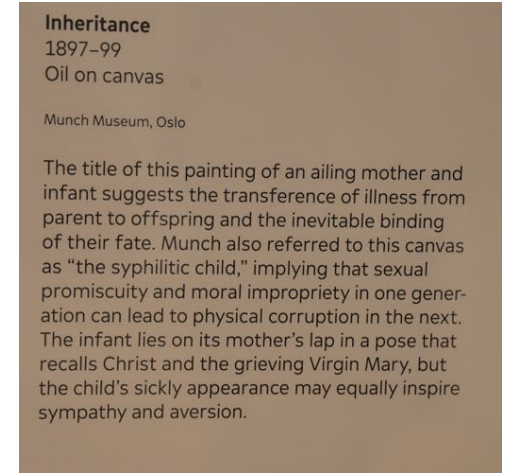 Inheritance
1897–99
Oil on canvas
Munch Museum, Oslo
The title of this painting of an ailing mother and
infant suggests the transference of illness from
parent to offspring and the inevitable binding
of their fate. Munch also referred to this canvas
as “the syphilitic child,” implying that sexual
promiscuity and moral impropriety in one gener-
ation can lead to physical corruption in the next.
The infant lies on its mother’s lap in a pose that
recalls Christ and the grieving Virgin Mary, but
the child’s sickly appearance may equally inspire
sympathy and aversion.